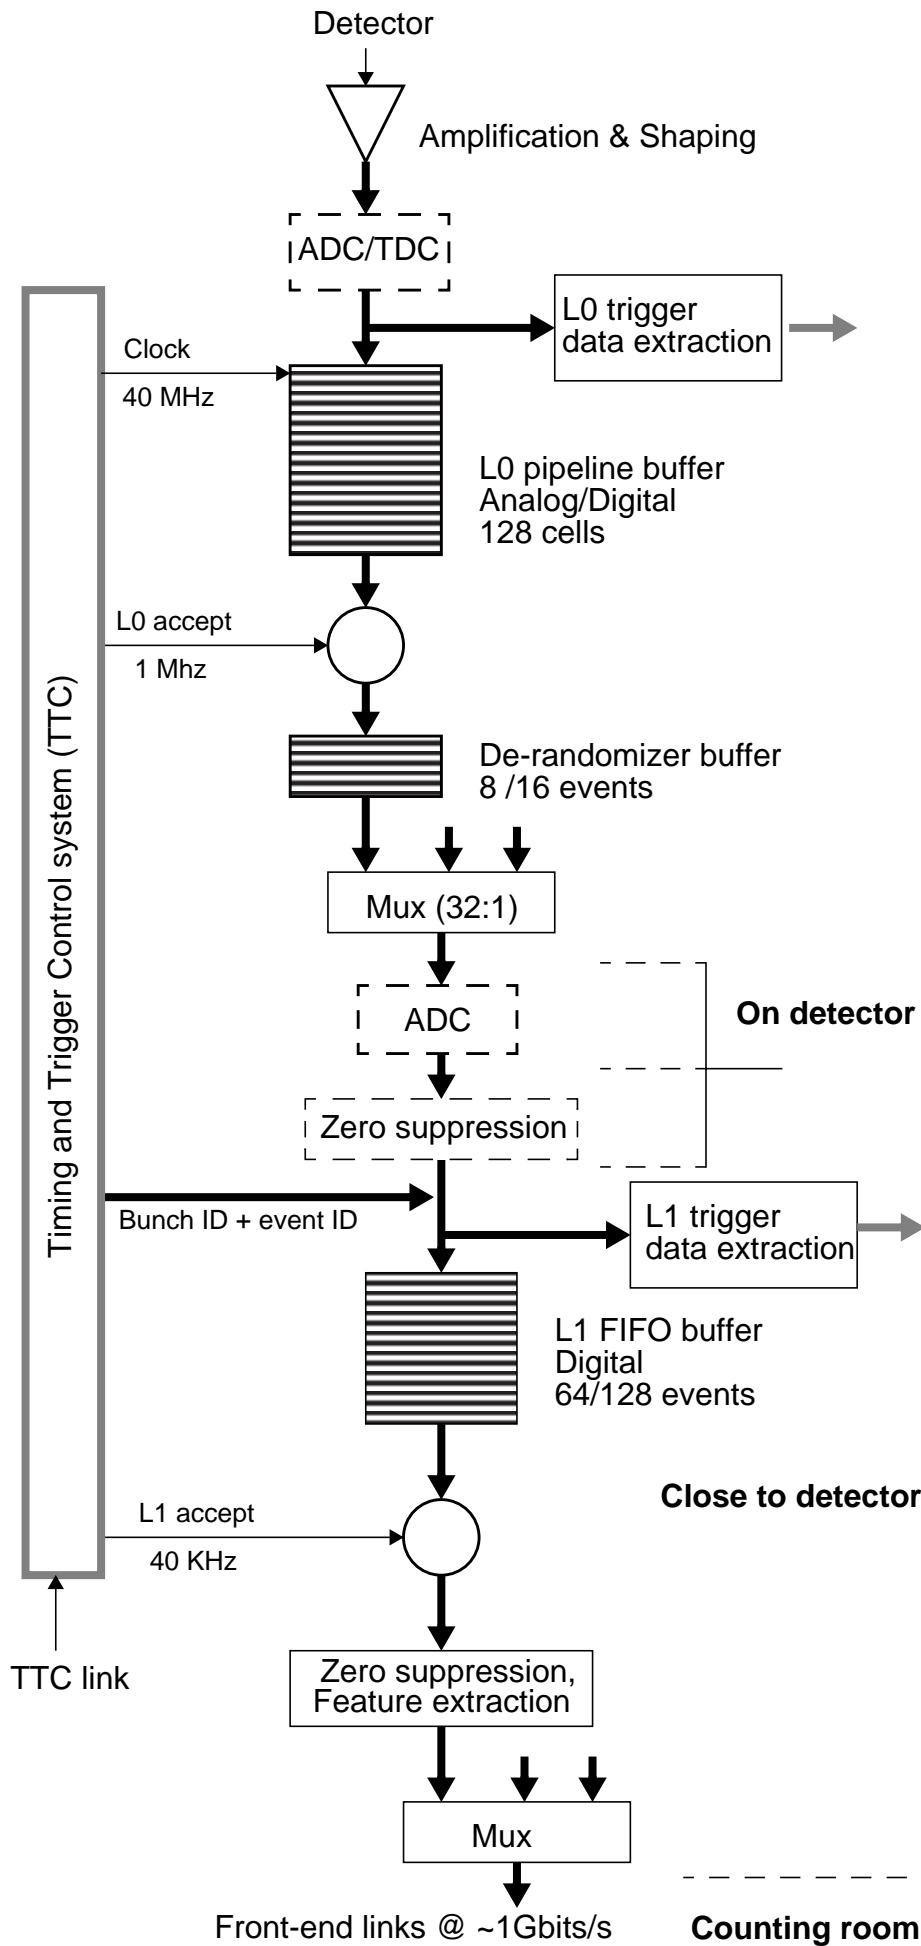 Detector
Amplification & Shaping
ADC/TDC
L0 trigger
data extraction
Clock
40 MHz
L0 pipeline buffer
Analog/Digital
128 cells
L0 accept
1 Mhz
Timing and Trigger Control system (TTC)
De-randomizer buffer
8 /16 events
Mux (32:1)
ADC
On detector
Zero suppression
Bunch ID + event ID
L1 trigger
data extraction
L1 FIFO buffer
Digital
64/128 events
Close to detector
L1 accept
40 KHz
TTC link
Zero suppression,
Feature extraction
Mux
Front-end links @ ~1Gbits/s
Counting room